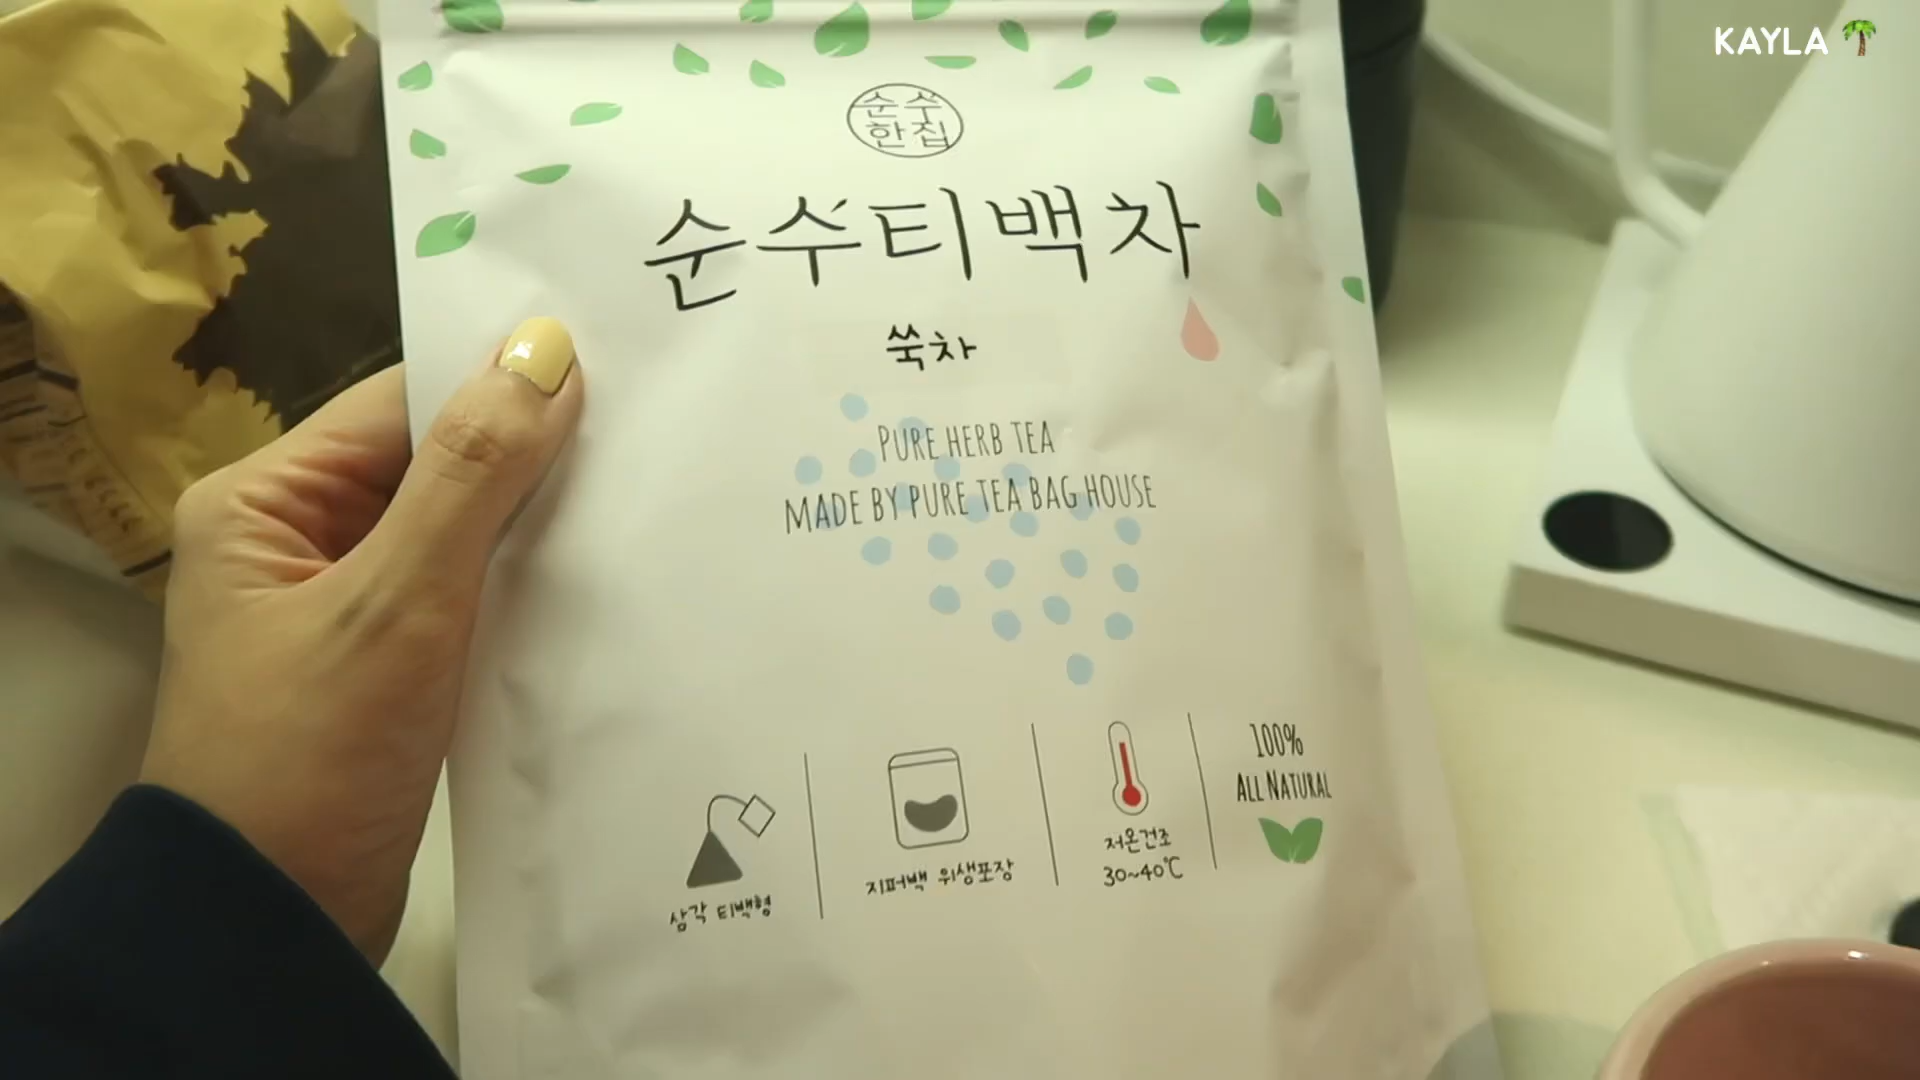 KAYLA
순수
한집
순수티백차
쑥차
PURE HERB TEA
MADE BY PURE TEA BAG HOUSE
삼각 티백형
지퍼백 위생포장
저온건조
30~40℃
100%
ALL NATURAL